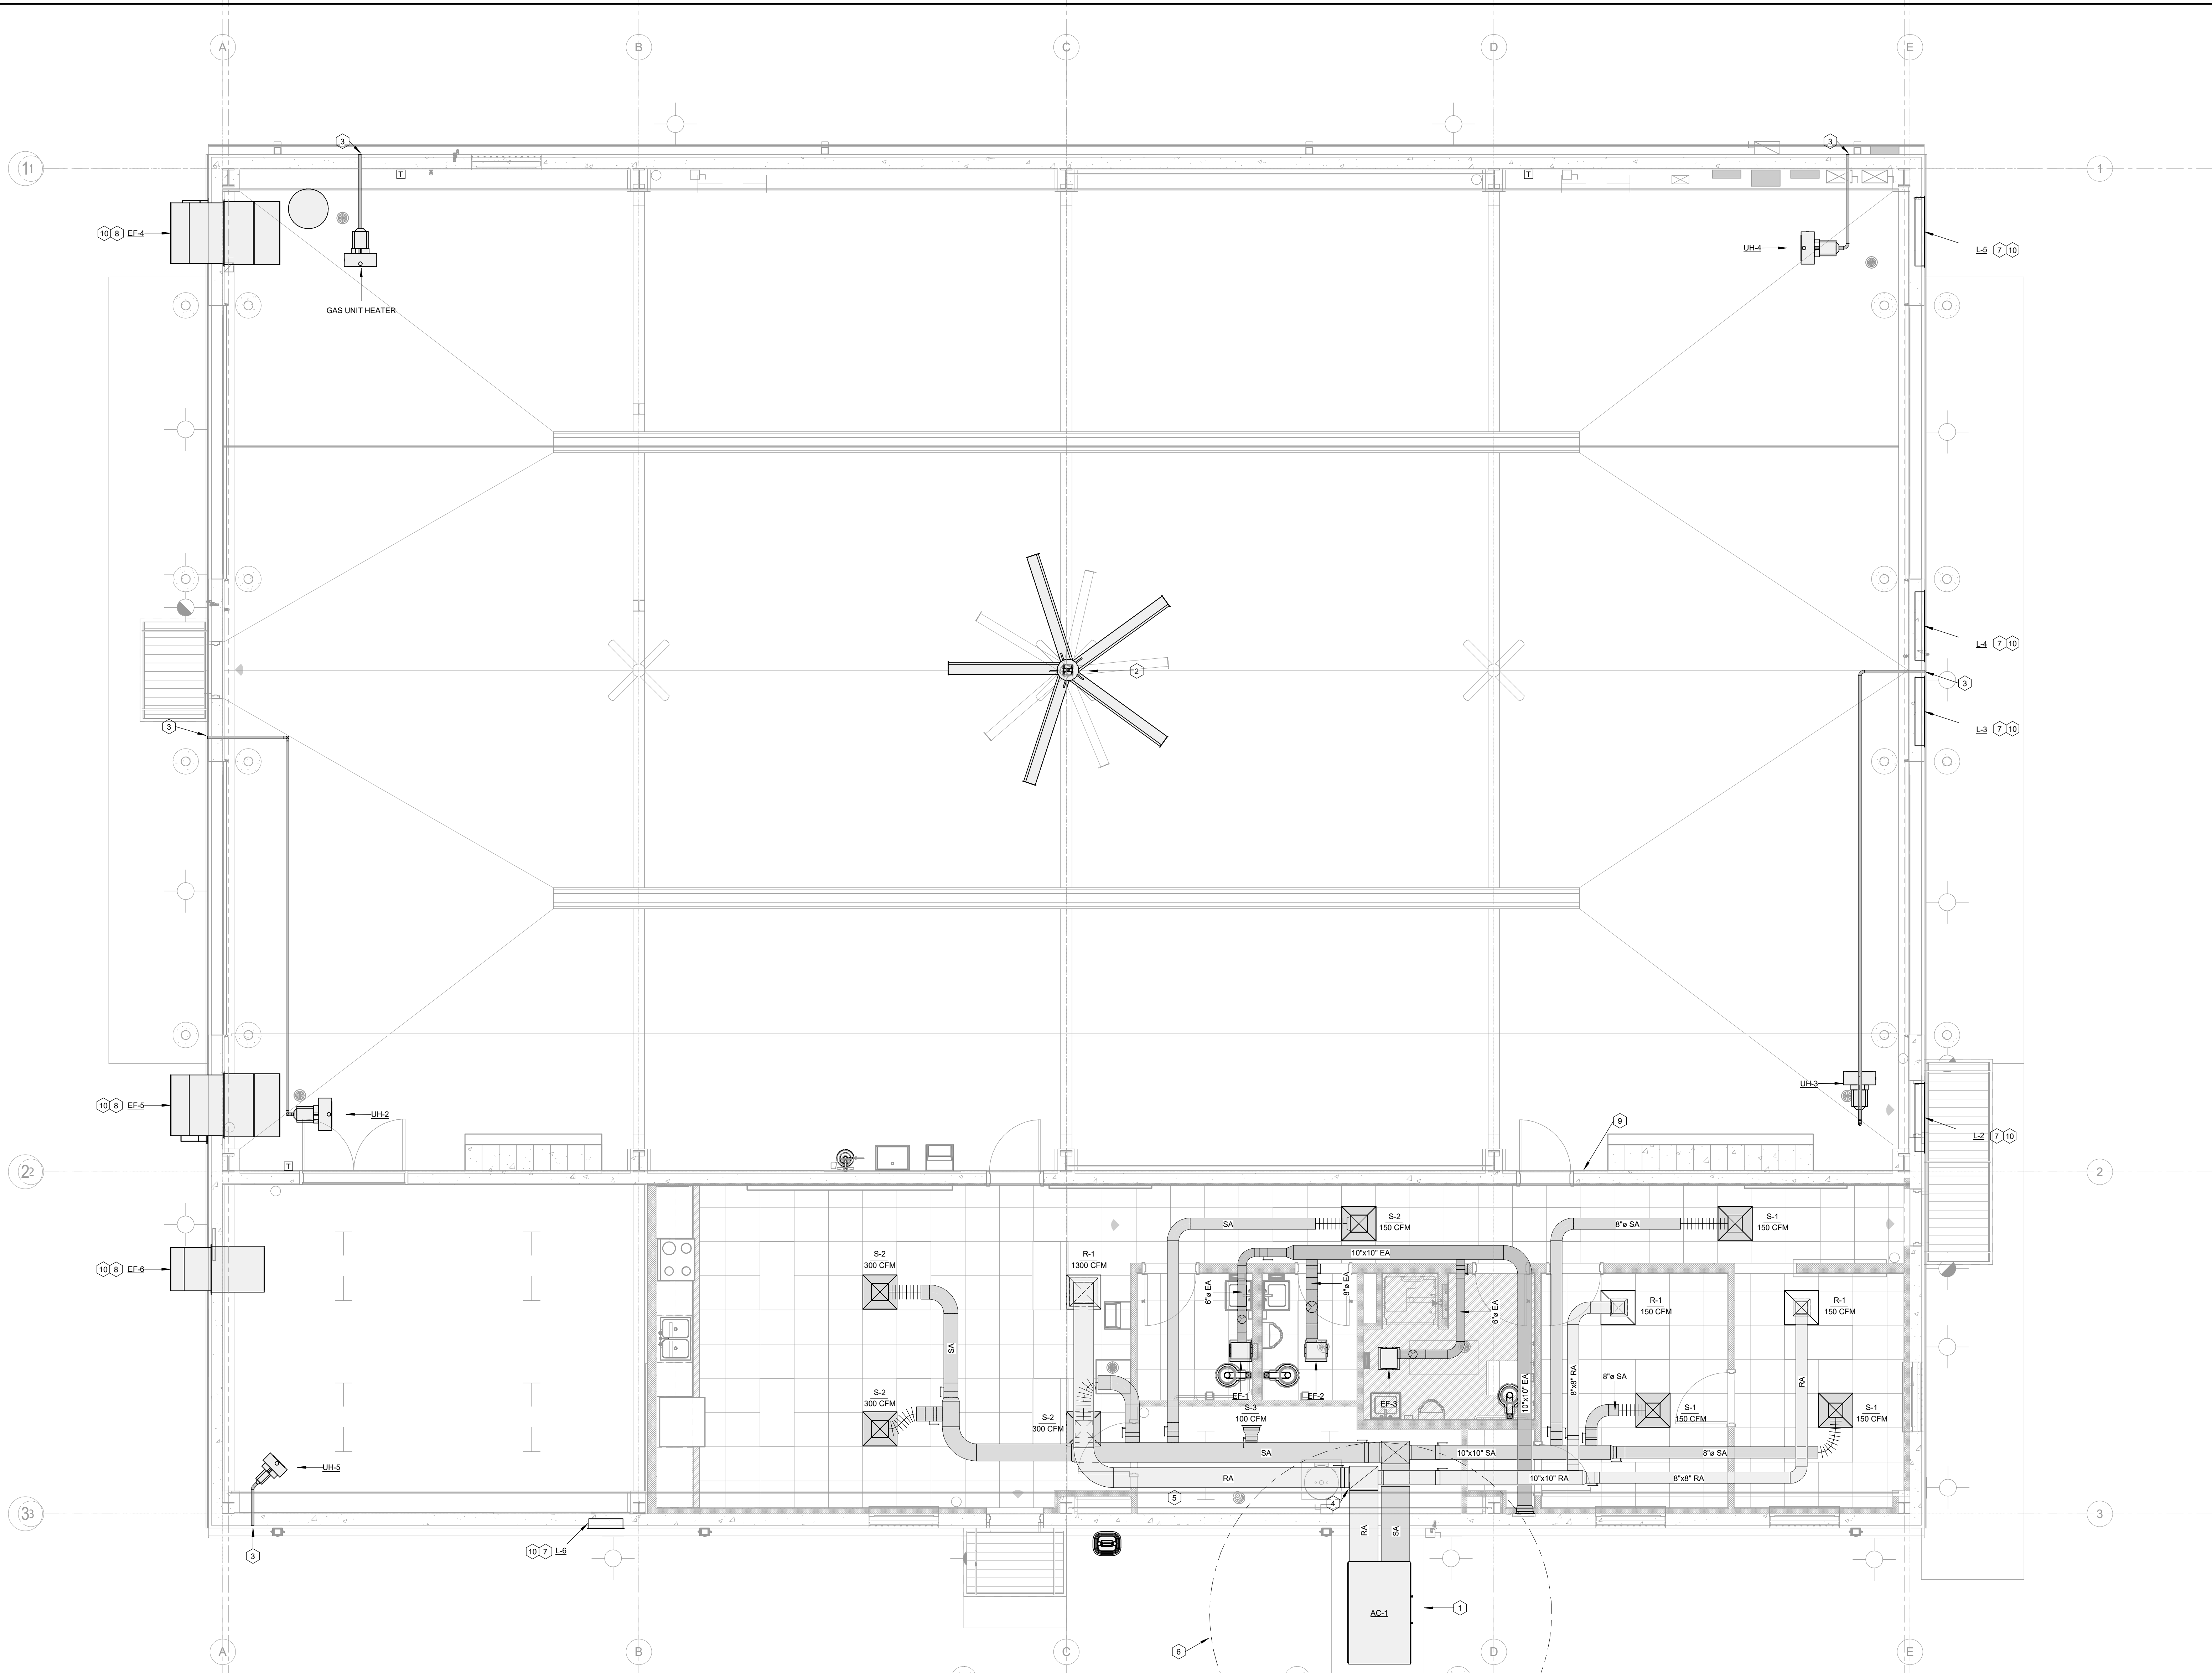 A
B
C
D
E
3
3
11
1
T
T
10 8 EF-4
UH-4
L-5 7 10
GAS UNIT HEATER
L-4 7 10
2
3
L-3 7 10
3
UH-3
10 8 EF-5
UH-2
9
L-2 7 10
T
22
2
SA
S-2
150 CFM
8"ø SA
S-1
150 CFM
10"x10" EA
S-2
300 CFM
R-1
1300 CFM
10 8 EF-6
6"ø EA
8"ø EA
6"ø EA
R-1
150 CFM
R-1
150 CFM
SA
8"x8" RA
8"ø SA
RA
10"x10" EA
S-2
300 CFM
EF-1
EF-2
EF-3
S-2
300 CFM
S-3
100 CFM
S-1
150 CFM
S-1
150 CFM
SA
10"x10" SA
8"ø SA
UH-5
RA
10"x10" RA
8"x8" RA
5
4
33
3
RA
SA
3
10 7 L-6
AC-1
1
6
A
B
C
D
E